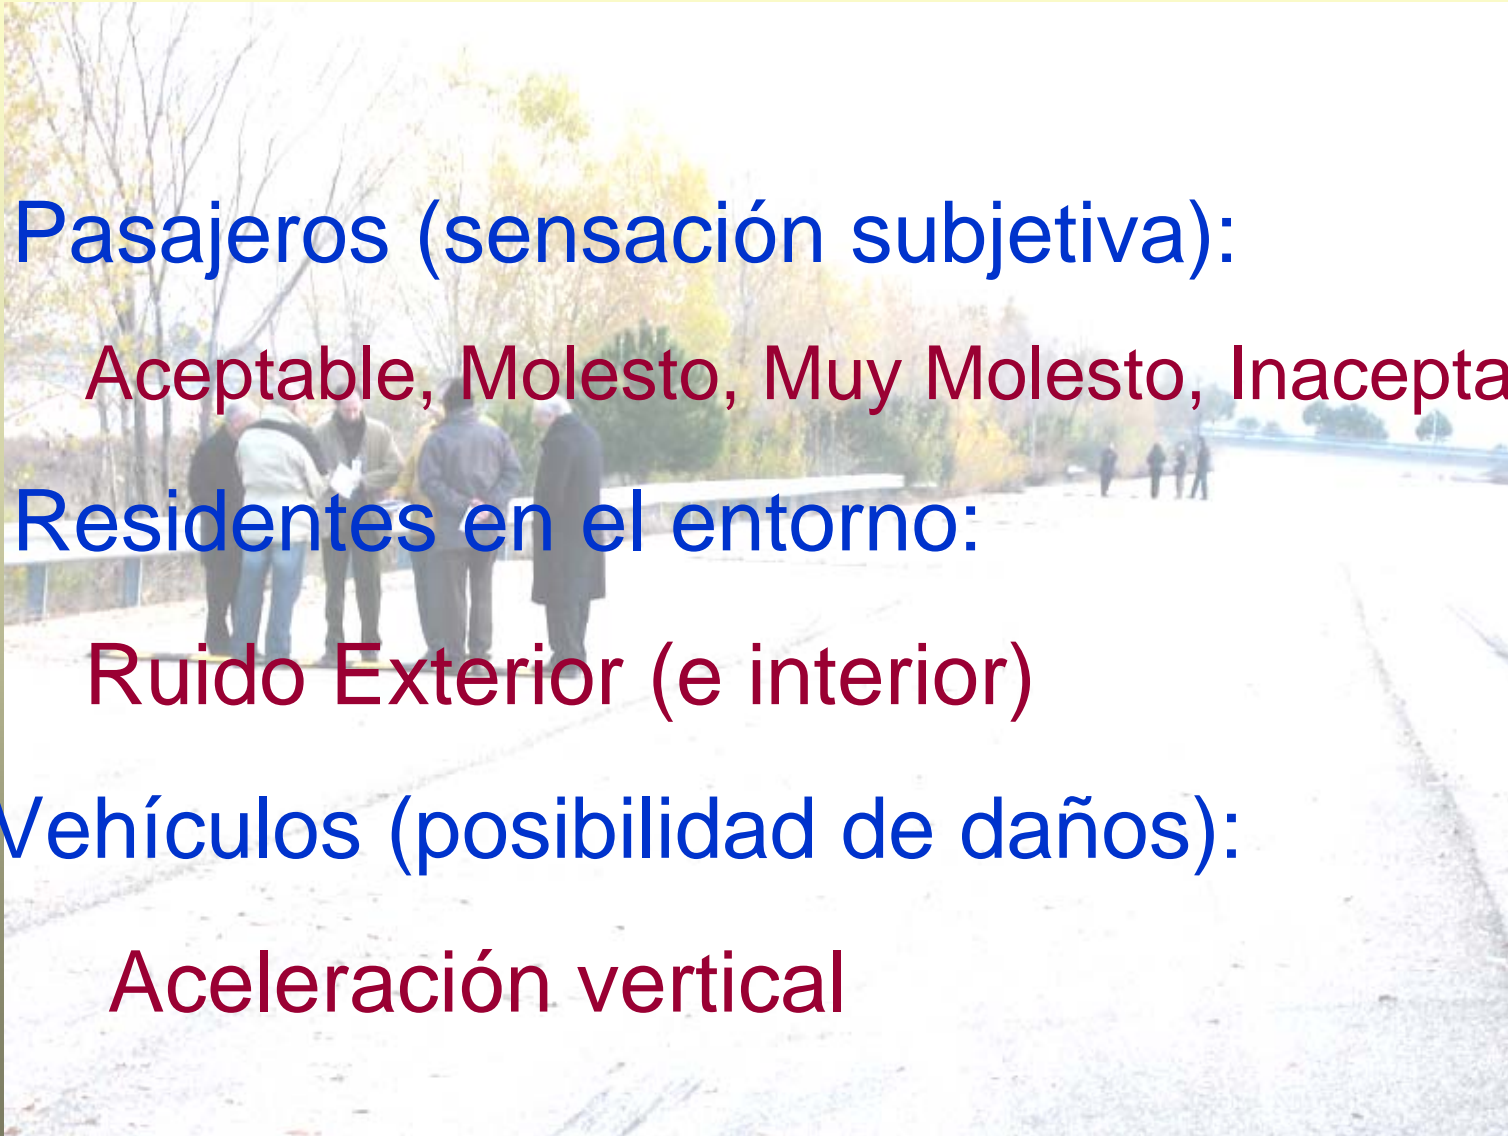 Pasajeros (sensación subjetiva):
Aceptable, Molesto, Muy Molesto, Inacepta
Residentes en el entorno:
Ruido Exterior (e interior)
Vehículos (posibilidad de daños):
Aceleración vertical